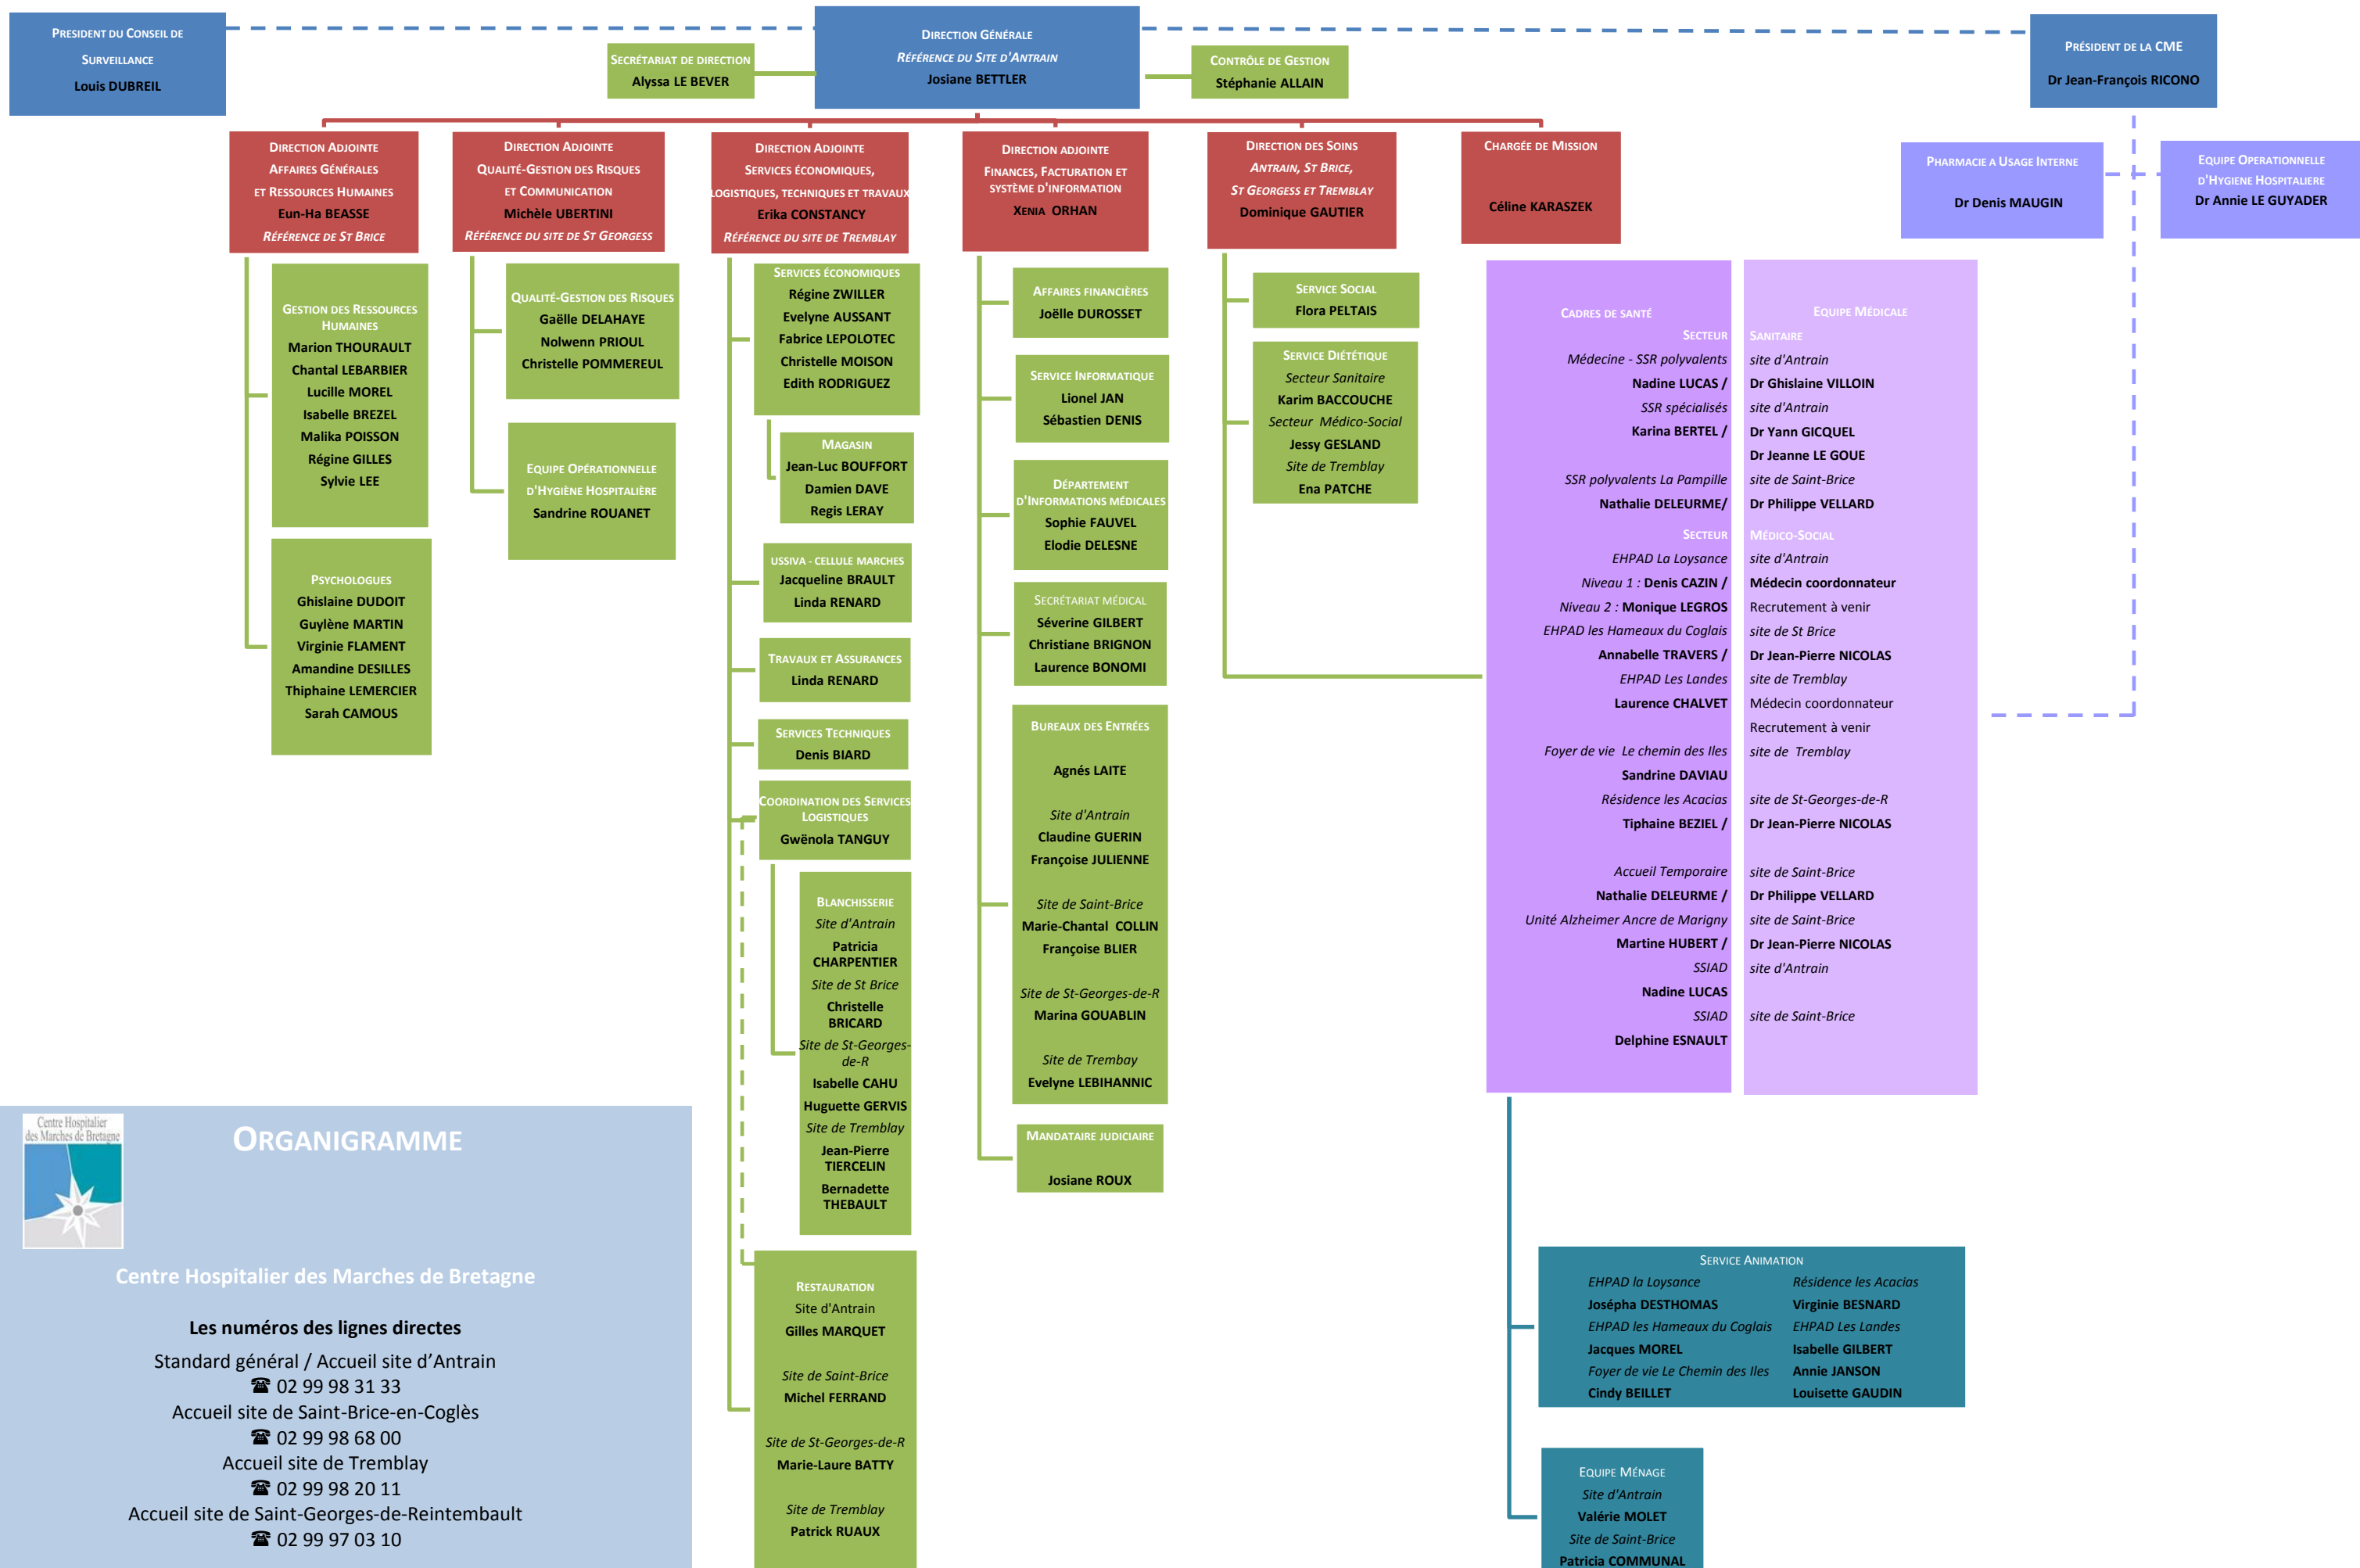 PRESIDENT DU CONSEIL DE
SURVEILLANCE
Louis DUBREIL
SECRÉTARIAT DE DIRECTION
Alyssa LE BEVER
DIRECTION GÉNÉRALE
RÉFÉRENCE DU SITE D'ANTRAIN
Josiane BETTLER
CONTRÔLE DE GESTION
Stéphanie ALLAIN
PRÉSIDENT DE LA CME
Dr Jean-François RICONO
DIRECTION ADJOINTE
AFFAIRES GÉNÉRALES
ET RESSOURCES HUMAINES
Eun-Ha BEASSE
RÉFÉRENCE DE ST BRICE
DIRECTION ADJOINTE
QUALITÉ-GESTION DES RISQUES
ET COMMUNICATION
Michèle UBERTINI
RÉFÉRENCE DU SITE DE ST GEORGESS
DIRECTION ADJOINTE
SERVICES ÉCONOMIQUES,
LOGISTIQUES, TECHNIQUES ET TRAVAUX
Erika CONSTANCY
RÉFÉRENCE DU SITE DE TREMBLAY
DIRECTION ADJOINTE
FINANCES, FACTURATION ET
SYSTÈME D'INFORMATION
XENIA ORHAN
DIRECTION DES SOINS
ANTRAIN, ST BRICE,
ST GEORGESS ET TREMBLAY
Dominique GAUTIER
CHARGÉE DE MISSION
Céline KARASZEK
PHARMACIE A USAGE INTERNE
Dr Denis MAUGIN
EQUIPE OPERATIONNELLE
D'HYGIENE HOSPITALIERE
Dr Annie LE GUYADER
GESTION DES RESSOURCES
HUMAINES
Marion THOURAULT
Chantal LEBARBIER
Lucille MOREL
Isabelle BREZEL
Malika POISSON
Régine GILLES
Sylvie LEE
PSYCHOLOGUES
Ghislaine DUDOIT
Guylène MARTIN
Virginie FLAMENT
Amandine DESILLES
Thiphaine LEMERCIER
Sarah CAMOUS
QUALITÉ-GESTION DES RISQUES
Gaëlle DELAHAYE
Nolwenn PRIOUL
Christelle POMMEREUL
EQUIPE OPÉRATIONNELLE
D'HYGIÈNE HOSPITALIÈRE
Sandrine ROUANET
SERVICES ÉCONOMIQUES
Régine ZWILLER
Evelyne AUSSANT
Fabrice LEPOLOTEC
Christelle MOISON
Edith RODRIGUEZ
MAGASIN
Jean-Luc BOUFFORT
Damien DAVE
Regis LERAY
USSIVA - CELLULE MARCHES
Jacqueline BRAULT
Linda RENARD
TRAVAUX ET ASSURANCES
Linda RENARD
SERVICES TECHNIQUES
Denis BIARD
COORDINATION DES SERVICES
LOGISTIQUES
Gwënola TANGUY
BLANCHISSERIE
Site d'Antrain
Patricia
CHARPENTIER
Site de St Brice
Christelle
BRICARD
Site de St-Georges-
de-R
Isabelle CAHU
Huguette GERVIS
Site de Tremblay
Jean-Pierre
TIERCELIN
Bernadette
THEBAULT
RESTAURATION
Site d'Antrain
Gilles MARQUET
Site de Saint-Brice
Michel FERRAND
Site de St-Georges-de-R
Marie-Laure BATTY
Site de Tremblay
Patrick RUAUX
AFFAIRES FINANCIÈRES
Joëlle DUROSSET
SERVICE INFORMATIQUE
Lionel JAN
Sébastien DENIS
DÉPARTEMENT
D'INFORMATIONS MÉDICALES
Sophie FAUVEL
Elodie DELESNE
SECRÉTARIAT MÉDICAL
Séverine GILBERT
Christiane BRIGNON
Laurence BONOMI
BUREAUX DES ENTRÉES
Agnés LAITE
Site d'Antrain
Claudine GUERIN
Françoise JULIENNE
Site de Saint-Brice
Marie-Chantal COLLIN
Françoise BLIER
Site de St-Georges-de-R
Marina GOUABLIN
Site de Trembay
Evelyne LEBIHANNIC
MANDATAIRE JUDICIAIRE
Josiane ROUX
SERVICE SOCIAL
Flora PELTAIS
SERVICE DIÉTÉTIQUE
Secteur Sanitaire
Karim BACCOUCHE
Secteur Médico-Social
Jessy GESLAND
Site de Tremblay
Ena PATCHE
CADRES DE SANTÉ EQUIPE MÉDICALE
SECTEUR SANITAIRE
Médecine - SSR polyvalents site d'Antrain
Nadine LUCAS / Dr Ghislaine VILLOIN
SSR spécialisés site d'Antrain
Karina BERTEL / Dr Yann GICQUEL
Dr Jeanne LE GOUE
SSR polyvalents La Pampille site de Saint-Brice
Nathalie DELEURME/ Dr Philippe VELLARD
SECTEUR MÉDICO-SOCIAL
EHPAD La Loysance site d'Antrain
Niveau 1 : Denis CAZIN / Médecin coordonnateur
Niveau 2 : Monique LEGROS Recrutement à venir
EHPAD les Hameaux du Coglais site de St Brice
Annabelle TRAVERS / Dr Jean-Pierre NICOLAS
EHPAD Les Landes site de Tremblay
Laurence CHALVET Médecin coordonnateur
Recrutement à venir
Foyer de vie Le chemin des Iles site de Tremblay
Sandrine DAVIAU
Résidence les Acacias site de St-Georges-de-R
Tiphaine BEZIEL / Dr Jean-Pierre NICOLAS
Accueil Temporaire site de Saint-Brice
Nathalie DELEURME / Dr Philippe VELLARD
Unité Alzheimer Ancre de Marigny site de Saint-Brice
Martine HUBERT / Dr Jean-Pierre NICOLAS
SSIAD site d'Antrain
Nadine LUCAS
SSIAD site de Saint-Brice
Delphine ESNAULT
SERVICE ANIMATION
EHPAD la Loysance Résidence les Acacias
Josépha DESTHOMAS Virginie BESNARD
EHPAD les Hameaux du Coglais EHPAD Les Landes
Jacques MOREL Isabelle GILBERT
Foyer de vie Le Chemin des Iles Annie JANSON
Cindy BEILLET Louisette GAUDIN
EQUIPE MÉNAGE
Site d'Antrain
Valérie MOLET
Site de Saint-Brice
Patricia COMMUNAL
Centre Hospitalier
des Marches de Bretagne
ORGANIGRAMME
Centre Hospitalier des Marches de Bretagne
Les numéros des lignes directes
Standard général / Accueil site d'Antrain
☎ 02 99 98 31 33
Accueil site de Saint-Brice-en-Coglès
☎ 02 99 98 68 00
Accueil site de Tremblay
☎ 02 99 98 20 11
Accueil site de Saint-Georges-de-Reintembault
☎ 02 99 97 03 10